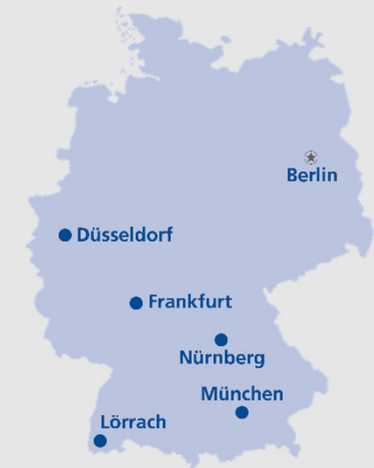 Berlin
Düsseldorf
Frankfurt
Nürnberg
München
Lörrach